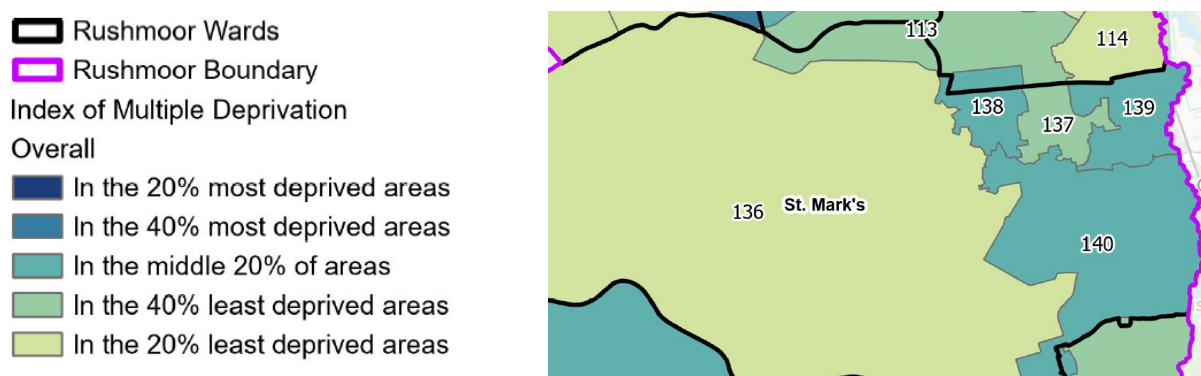 Rushmoor Wards
Rushmoor Boundary
Index of Multiple Deprivation
Overall
In the 20% most deprived areas
In the 40% most deprived areas
In the middle 20% of areas
In the 40% least deprived areas
In the 20% least deprived areas
113
114
138
139
137
136
St. Mark's
140